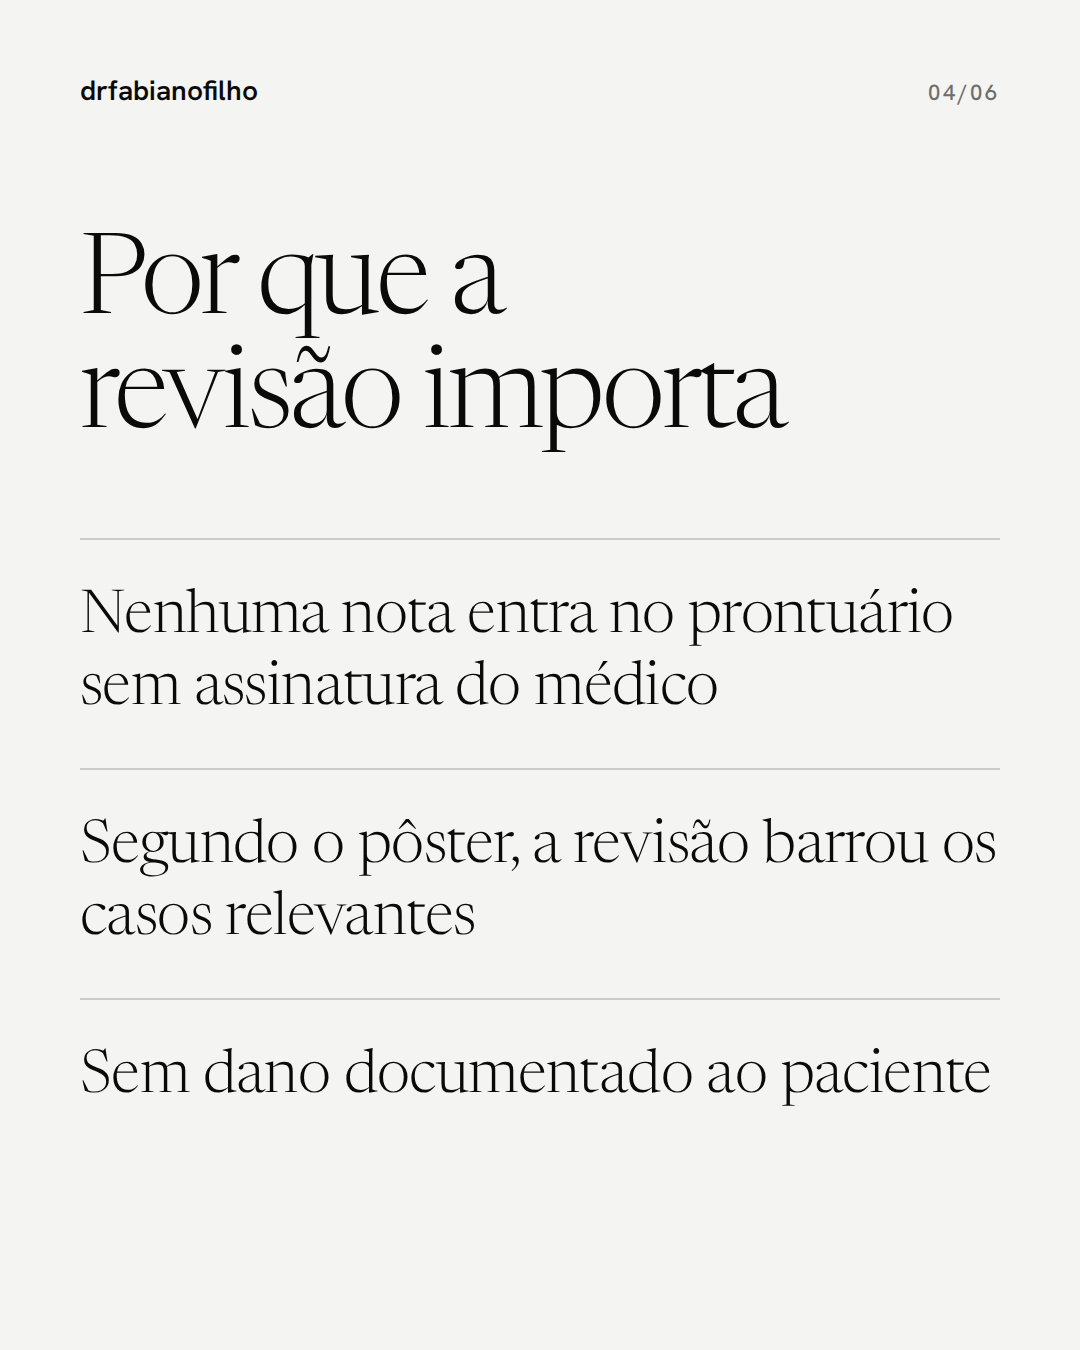 drfabianofilho
04/06
Por que a
revisão importa
Nenhuma nota entra no prontuário
sem assinatura do médico
Segundo o pôster, a revisão barrou os
casos relevantes
Sem dano documentado ao paciente